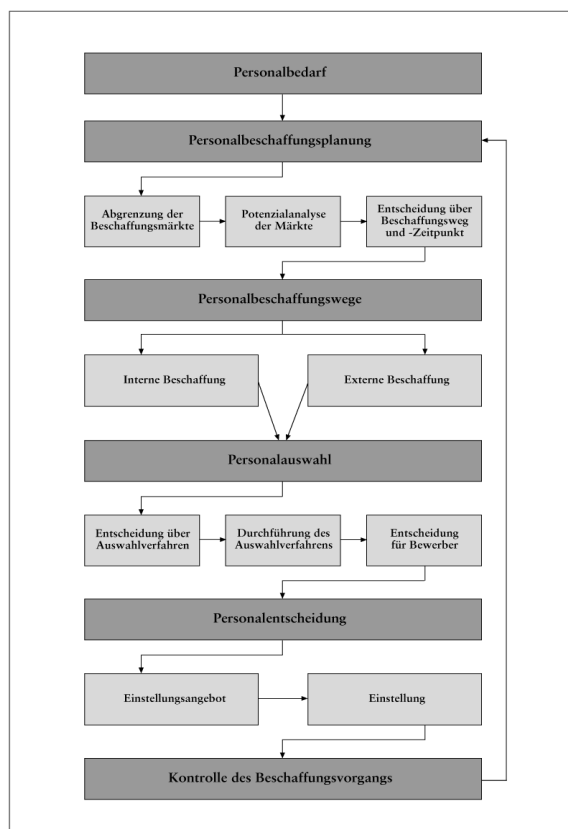 Personalbedarf
Personalbeschaffungsplanung
Abgrenzung der
Beschaffungsmärkte
Potenzialanalyse
der Märkte
Entscheidung über
Beschaffungsweg
und -Zeitpunkt
Personalbeschaffungswege
Interne Beschaffung
Externe Beschaffung
Personalauswahl
Entscheidung über
Auswahlverfahren
Durchführung des
Auswahlverfahrens
Entscheidung
für Bewerber
Personalentscheidung
Einstellungsangebot
Einstellung
Kontrolle des Beschaffungsvorgangs